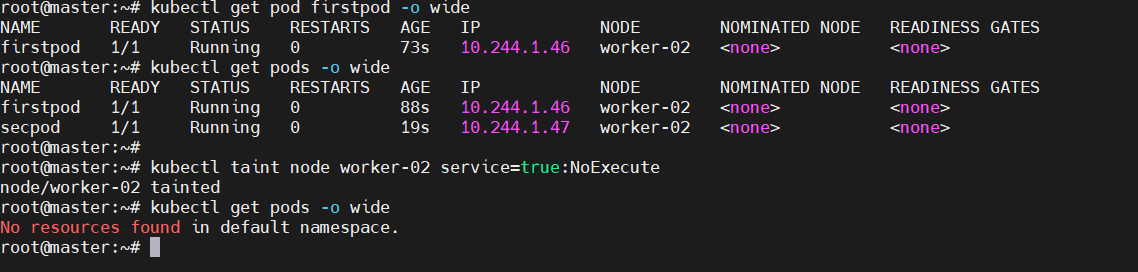 root@master:~# kubectl get pod firstpod -o wide
NAME       READY   STATUS    RESTARTS   AGE   IP            NODE        NOMINATED NODE   READINESS GATES
firstpod   1/1     Running   0          73s   10.244.1.46   worker-02   <none>           <none>
root@master:~# kubectl get pods -o wide
NAME       READY   STATUS    RESTARTS   AGE   IP            NODE        NOMINATED NODE   READINESS GATES
firstpod   1/1     Running   0          88s   10.244.1.46   worker-02   <none>           <none>
secpod     1/1     Running   0          19s   10.244.1.47   worker-02   <none>           <none>
root@master:~#
root@master:~# kubectl taint node worker-02 service=true:NoExecute
node/worker-02 tainted
root@master:~# kubectl get pods -o wide
No resources found in default namespace.
root@master:~#